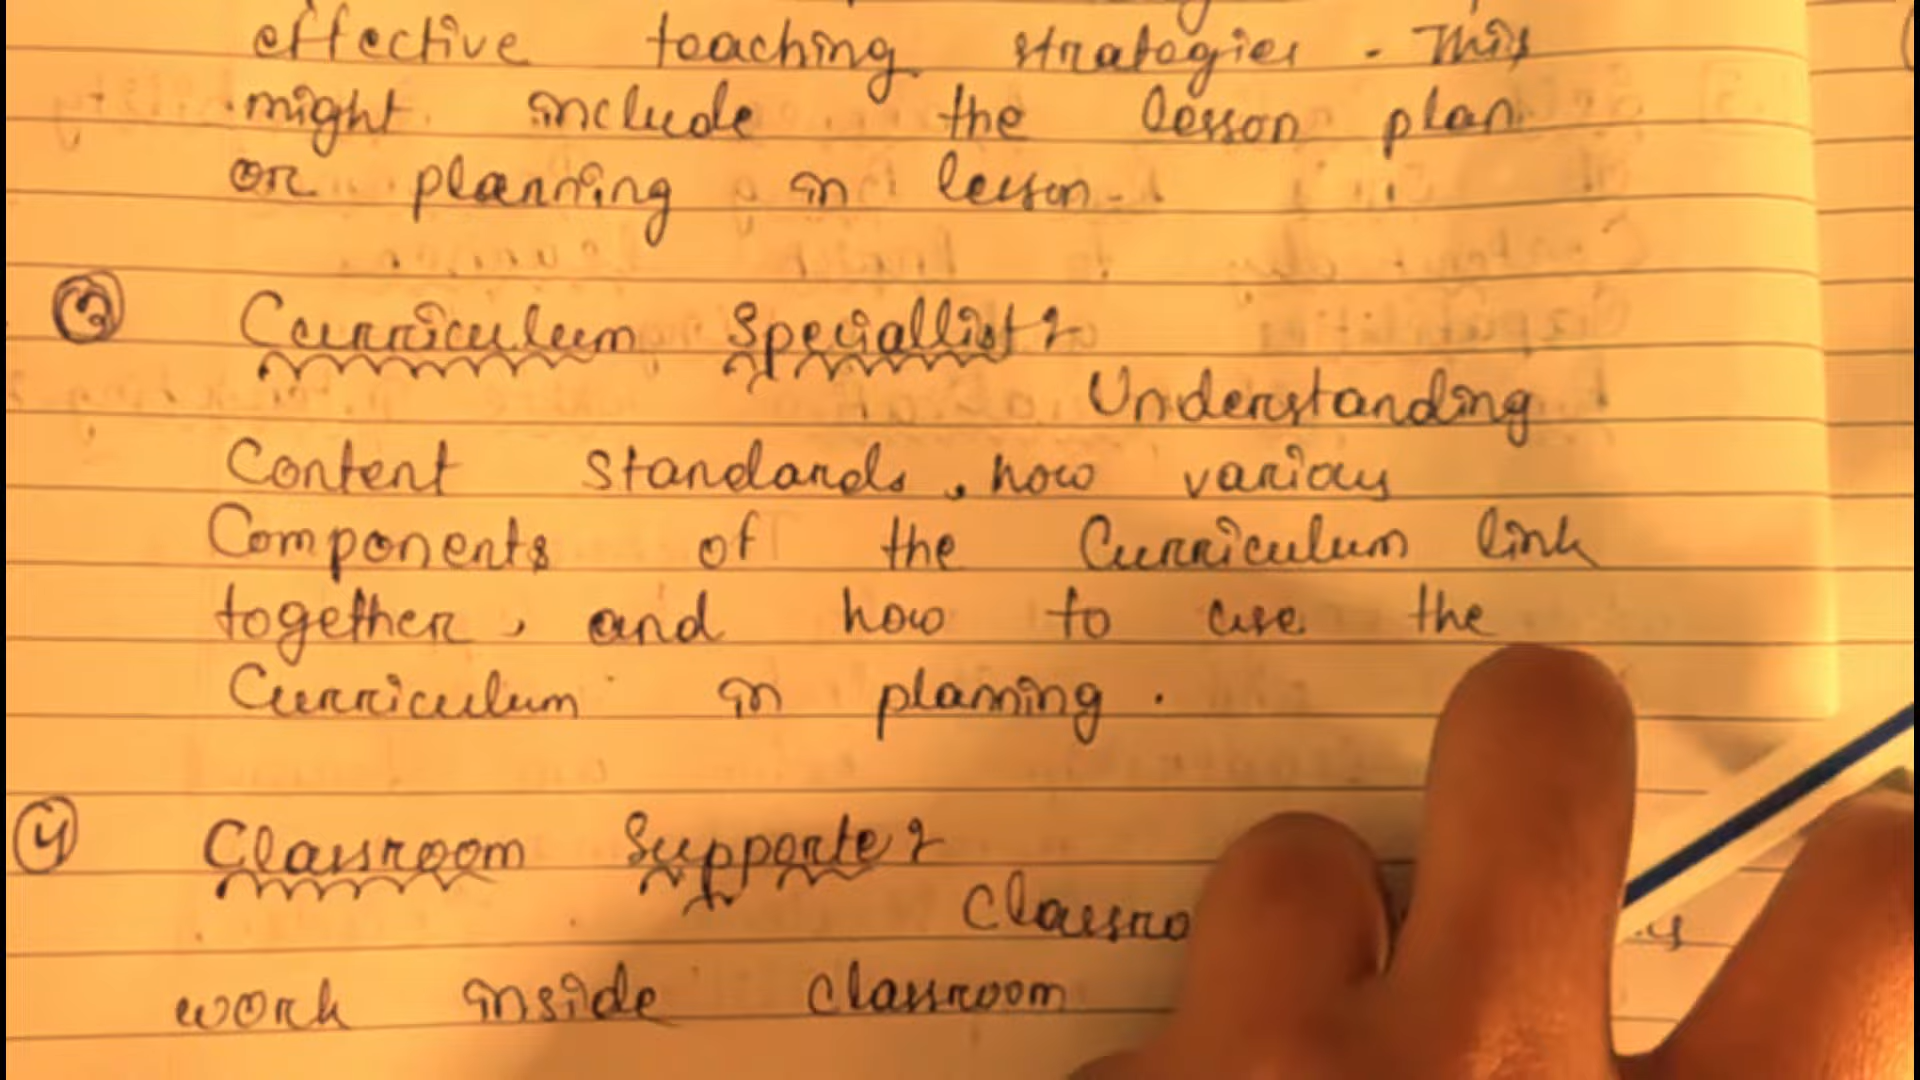 effective teaching strategies. This
might include the lesson plan
or planning in lesson.
③ Curriculum Speciallist :
Understanding
Content standards, how various
Components of the Curriculum link
together, and how to use the
Curriculum in planning.
④ Classroom Supporter :
work inside classroom